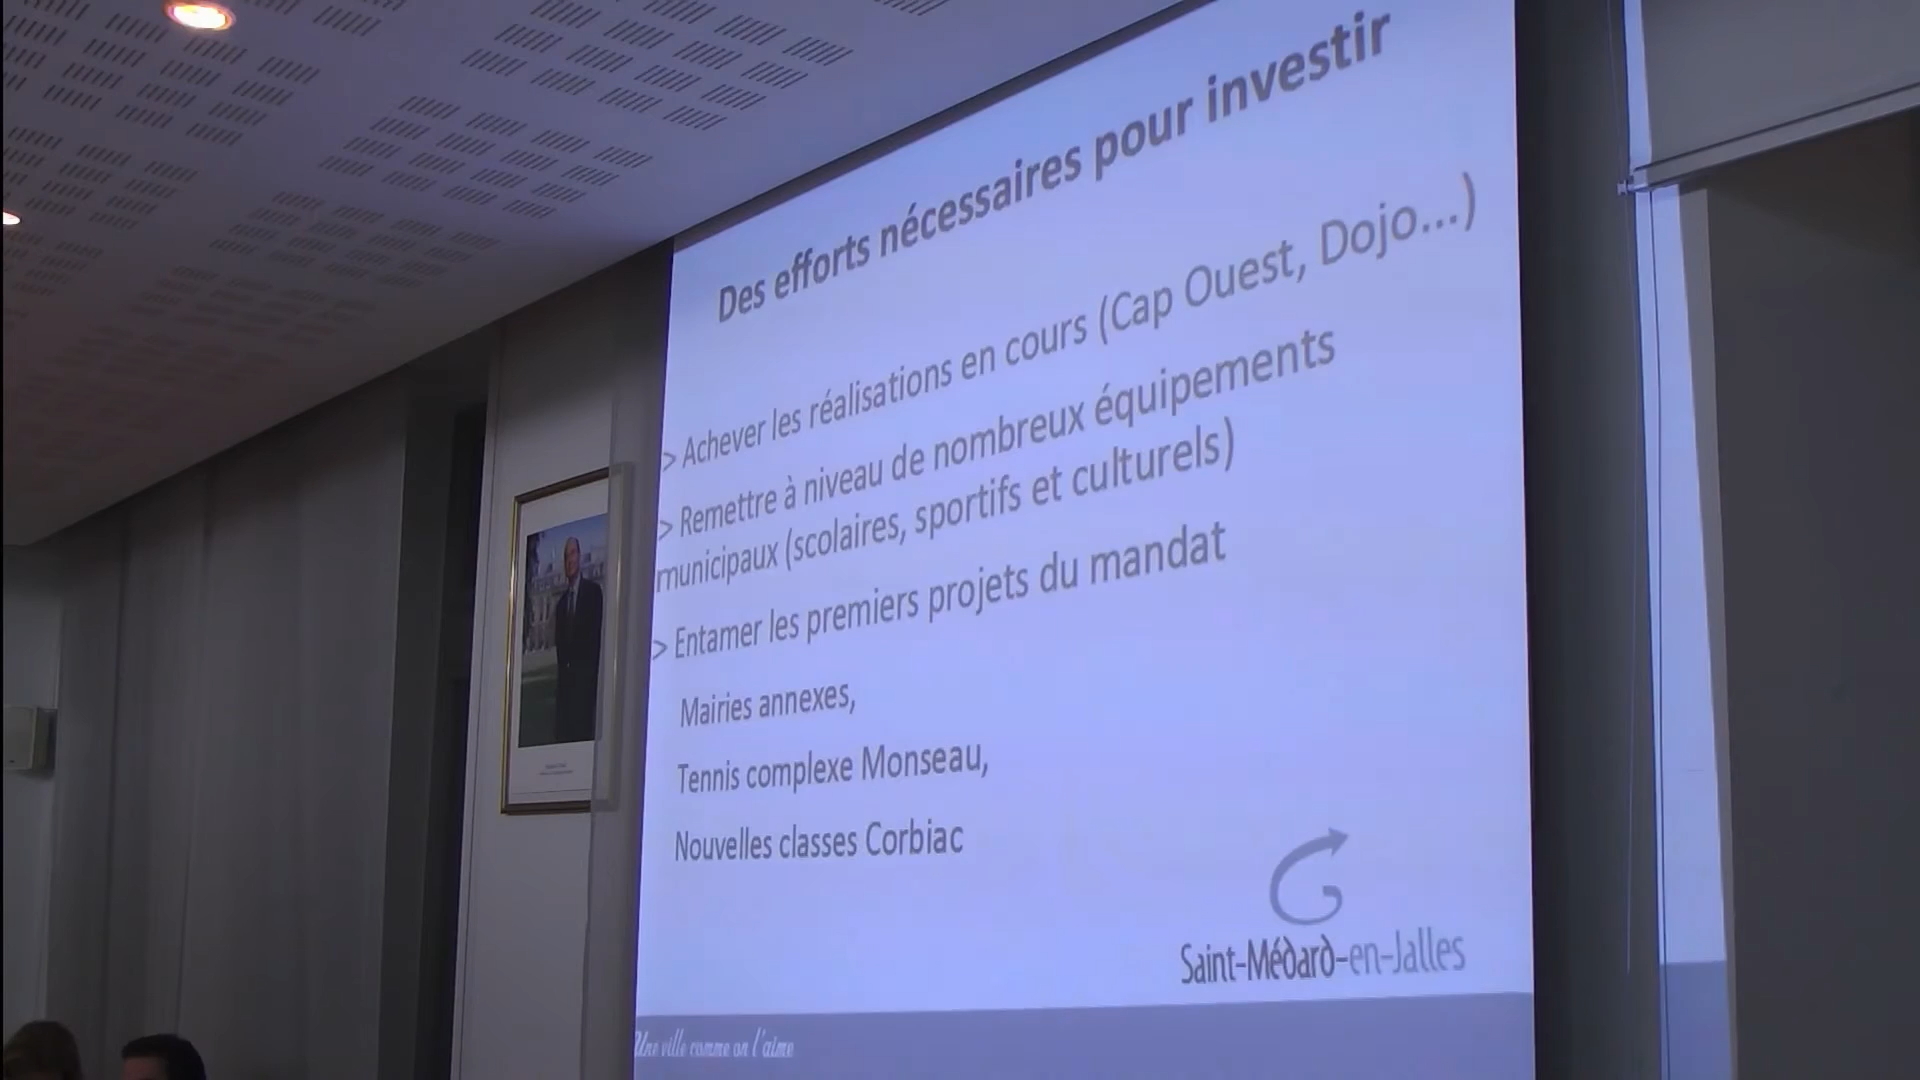 Des efforts nécessaires pour investir
> Achever les réalisations en cours (Cap Ouest, Dojo...)
> Remettre à niveau de nombreux équipements
municipaux (scolaires, sportifs et culturels)
> Entamer les premiers projets du mandat
Mairies annexes,
Tennis complexe Monseau,
Nouvelles classes Corbiac
Saint-Médard-en-Jalles
Une ville comme on l'aime